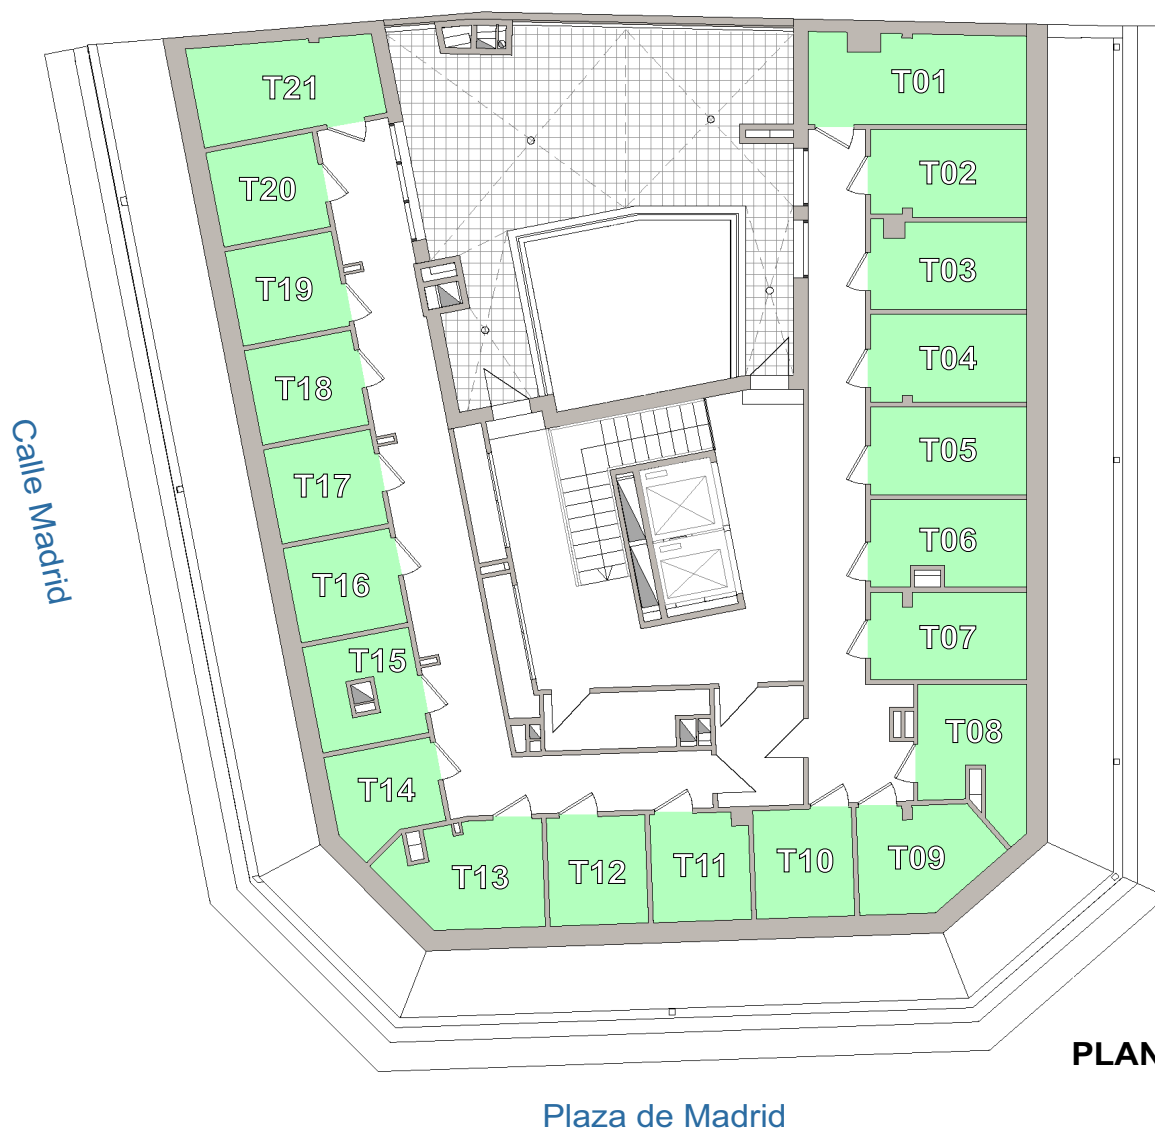 T21
T01
T20
T02
T19
T03
T18
T04
T17
T05
T16
T06
T15
T07
T14
T08
T13
T12
T11
T10
T09
Calle Madrid
PLAN
Plaza de Madrid